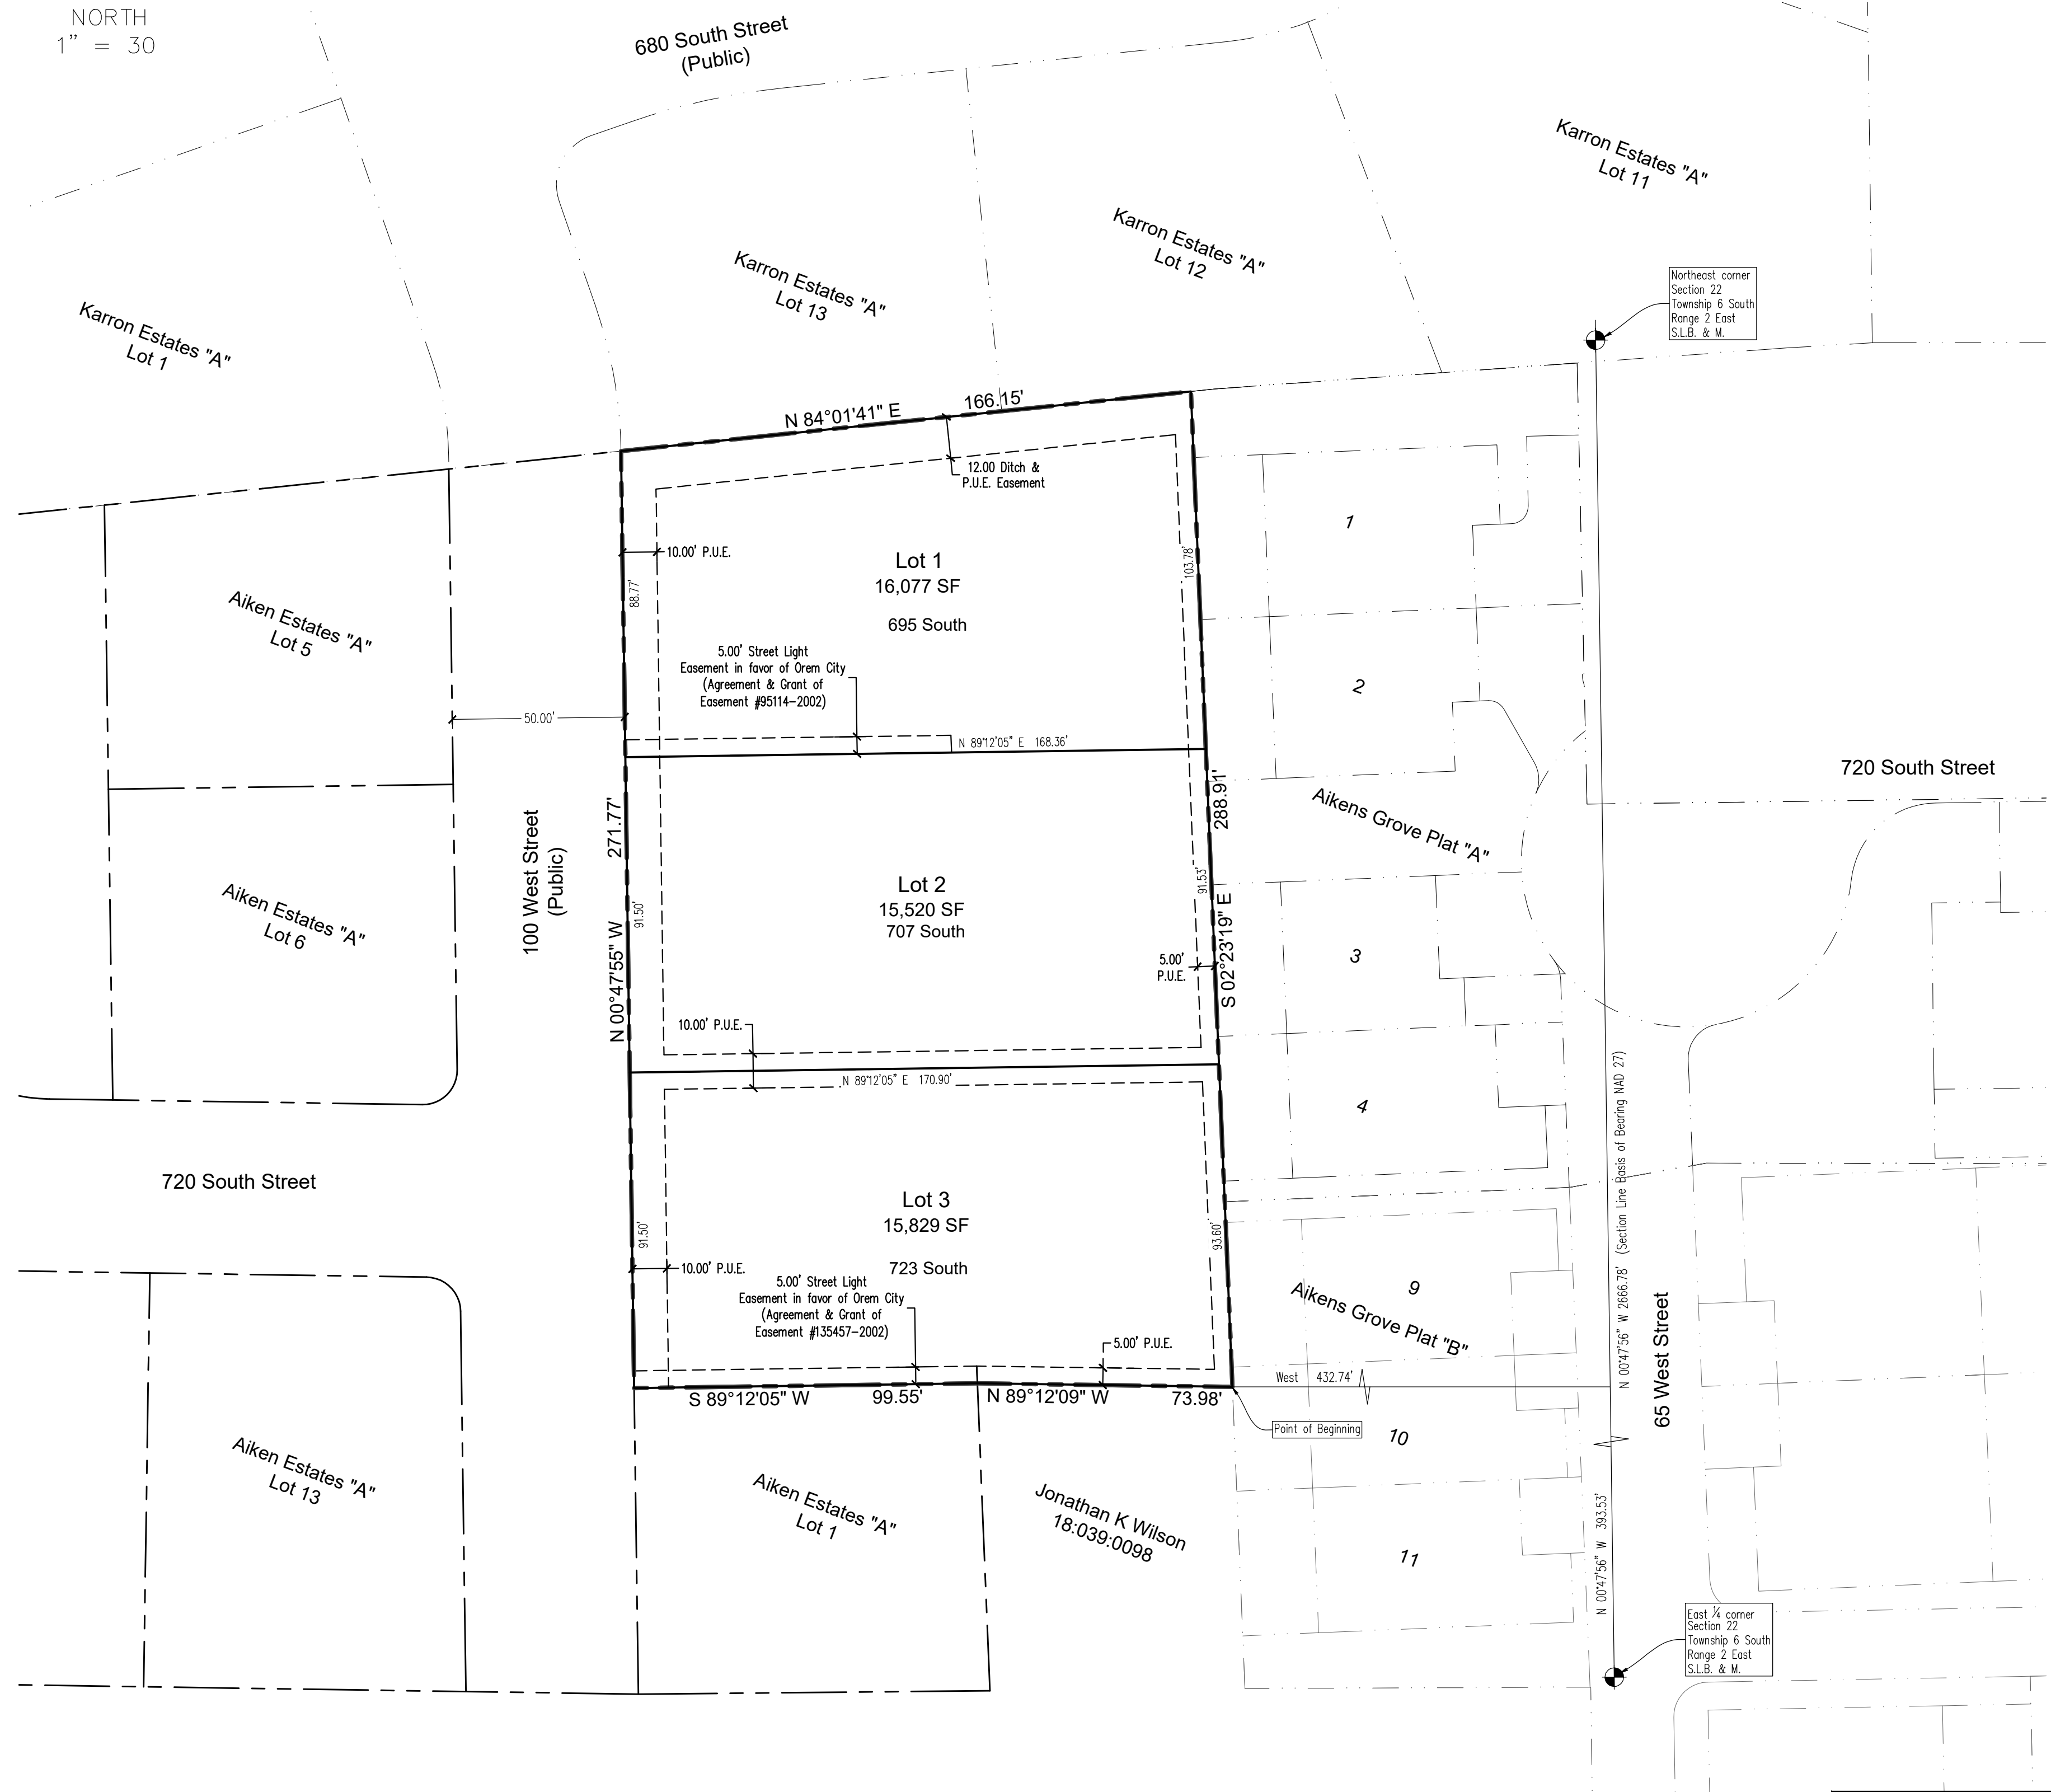 NORTH
1" = 30
680 South Street
(Public)
Karron Estates "A"
Lot 11
Karron Estates "A"
Lot 12
Karron Estates "A"
Lot 13
Karron Estates "A"
Lot 1
Northeast corner
Section 22
Township 6 South
Range 2 East
S.L.B. & M.
N 84°01'41" E 166.15'
12.00 Ditch &
P.U.E. Easement
10.00' P.U.E.
88.77'
103.78'
Lot 1
16,077 SF
695 South
1
2
Aiken Estates "A"
Lot 5
5.00' Street Light
Easement in favor of Orem City
(Agreement & Grant of
Easement #95114-2002)
50.00'
N 89°12'05" E 168.36'
720 South Street
271.77'
N 00°47'55" W
288.91'
S 02°23'19" E
Aikens Grove Plat "A"
100 West Street
(Public)
91.50'
91.53'
Lot 2
15,520 SF
707 South
Aiken Estates "A"
Lot 6
3
5.00'
P.U.E.
10.00' P.U.E.
N 89°12'05" E 170.90'
4
N 00°47'56" W 2666.78' (Section Line Basis of Bearing NAD 27)
720 South Street
Lot 3
15,829 SF
723 South
91.50'
93.60'
10.00' P.U.E.
5.00' Street Light
Easement in favor of Orem City
(Agreement & Grant of
Easement #135457-2002)
5.00' P.U.E.
9
Aikens Grove Plat "B"
65 West Street
West 432.74'
S 89°12'05" W 99.55'
N 89°12'09" W 73.98'
Point of Beginning
10
Aiken Estates "A"
Lot 13
Aiken Estates "A"
Lot 1
Jonathan K Wilson
18:039:0098
11
N 00°47'56" W 393.53'
East ¼ corner
Section 22
Township 6 South
Range 2 East
S.L.B. & M.